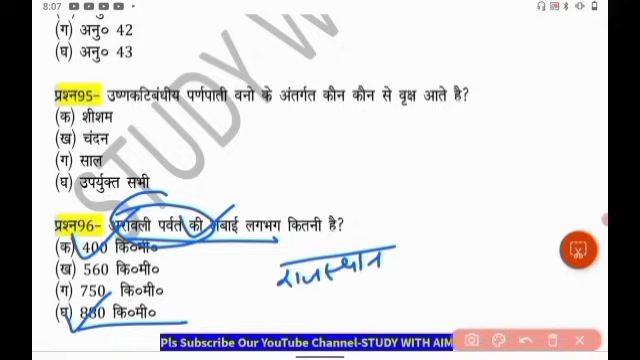 8:07
(ग) अनु० 42
(घ) अनु० 43
प्रश्न95- उष्णकटिबंधीय पर्णपाती वनो के अंतर्गत कौन कौन से वृक्ष आते है?
(क) शीशम
(ख) चंदन
(ग) साल
(घ) उपर्युक्त सभी
प्रश्न96- अरावली पर्वत की लंबाई लगभग कितनी है?
(क) 400 कि०मी०
(ख) 560 कि०मी०
(ग) 750 कि०मी०
(घ) 880 कि०मी०
राजस्थान
STUDY W
Pls Subscribe Our YouTube Channel-STUDY WITH AIM